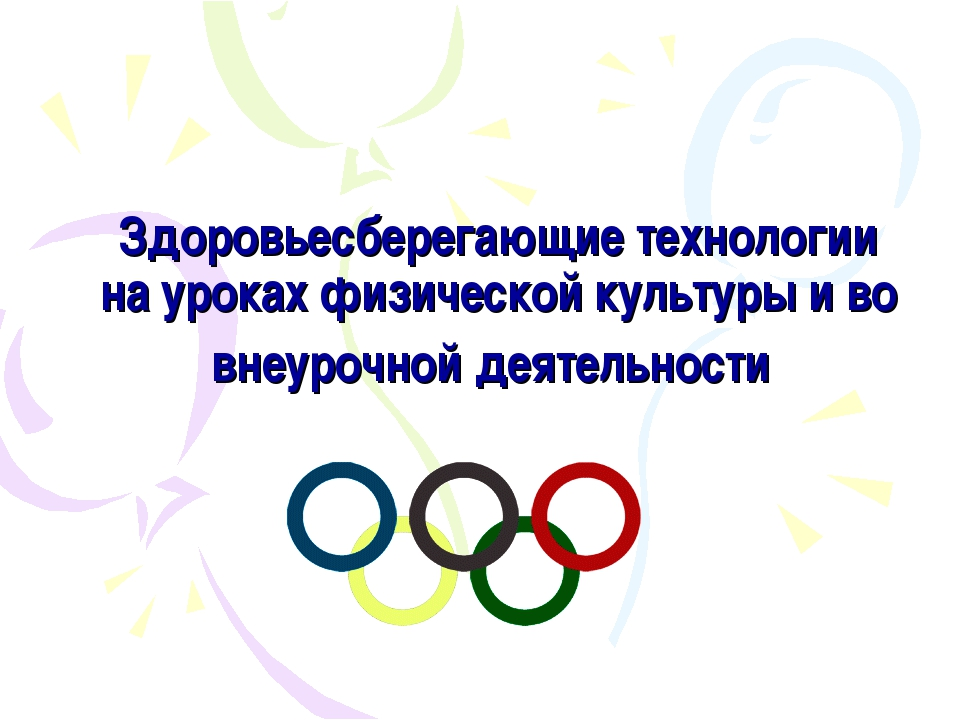 Здоровьесберегающие технологии
на уроках физической культуры и во
внеурочной деятельности